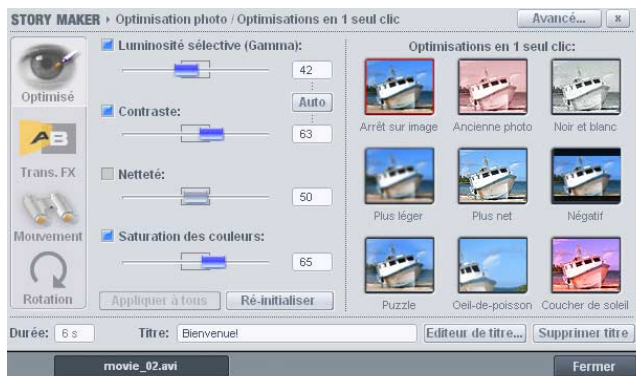 STORY MAKER › Optimisation photo / Optimisations en 1 seul clic
Avancé...
x
Optimisé
Trans. FX
Mouvement
Rotation
Luminosité sélective (Gamma):
42
Auto
Contraste:
63
Netteté:
50
Saturation des couleurs:
65
Appliquer à tous
Ré-initialiser
Optimisations en 1 seul clic:
Arrêt sur image
Ancienne photo
Noir et blanc
Plus léger
Plus net
Négatif
Puzzle
Oeil-de-poisson
Coucher de soleil
Durée: 6 s
Titre: Bienvenue!
Editeur de titre...
Supprimer titre
movie_02.avi
Fermer